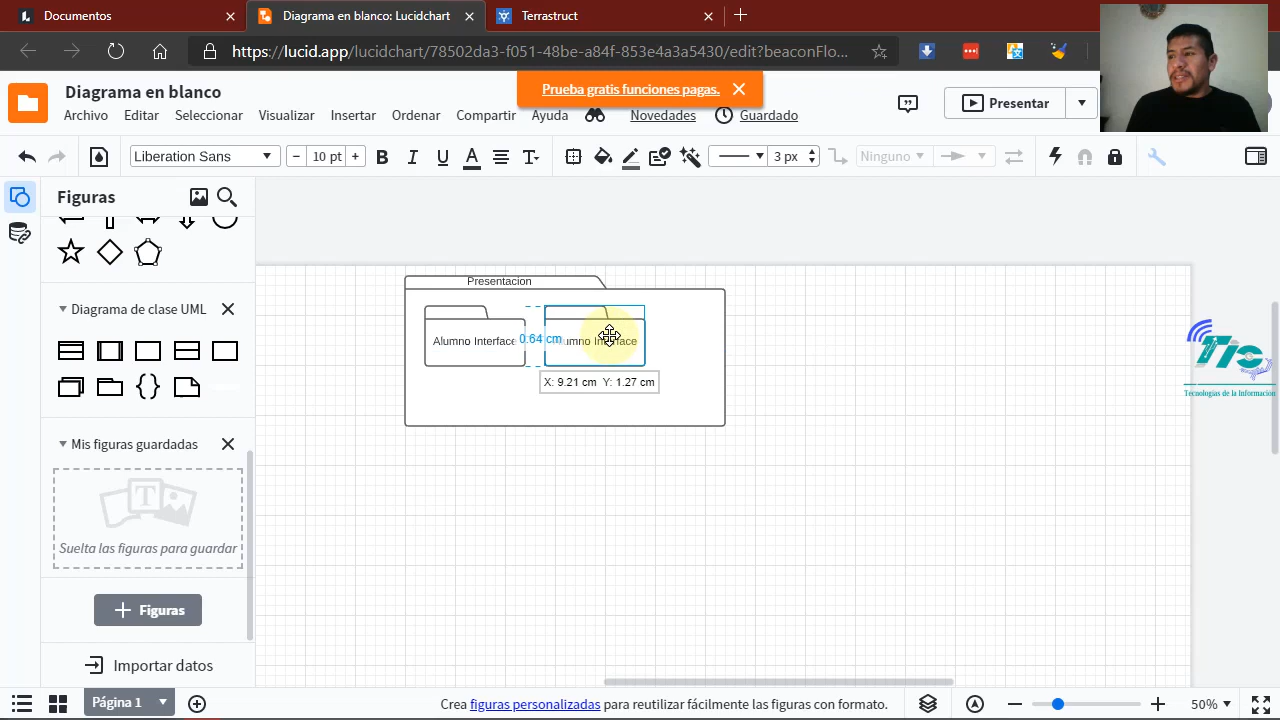 Documentos
Diagrama en blanco: Lucidchart
Terrastruct
https://lucid.app/lucidchart/78502da3-f051-48be-a84f-853e4a3a5430/edit?beaconFlo...
Diagrama en blanco
Prueba gratis funciones pagas.
Archivo Editar Seleccionar Visualizar Insertar Ordenar Compartir Ayuda Novedades Guardado
Presentar
Liberation Sans
10 pt
3 px
Ninguno
Figuras
Presentacion
Diagrama de clase UML
Alumno Interface
0.64 cm
Alumno Interface
X: 9.21 cm Y: 1.27 cm
Tic
Tecnologías de la Información
Mis figuras guardadas
T
Suelta las figuras para guardar
Figuras
Importar datos
Página 1
Crea figuras personalizadas para reutilizar fácilmente las figuras con formato.
50%